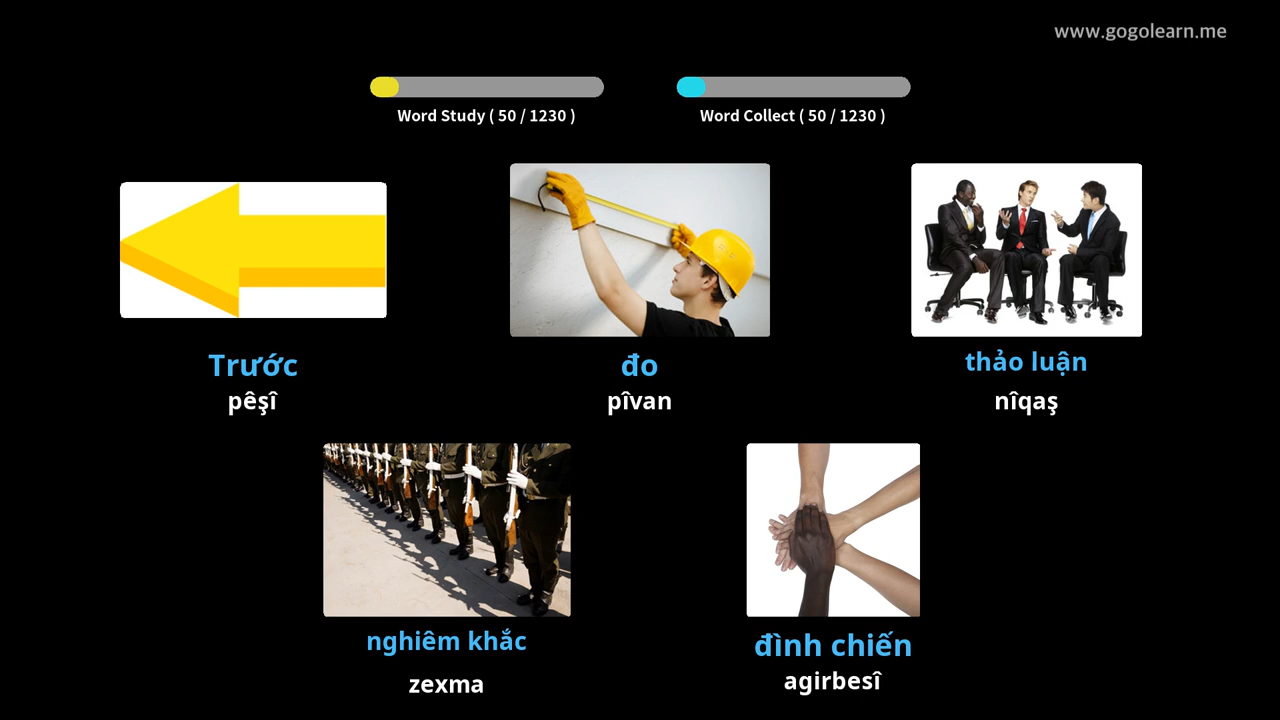 www.gogolearn.me
Word Study ( 50 / 1230 )
Word Collect ( 50 / 1230 )
Trước
pêşî
đo
pîvan
thảo luận
nîqaş
nghiêm khắc
zexma
đình chiến
agirbesî